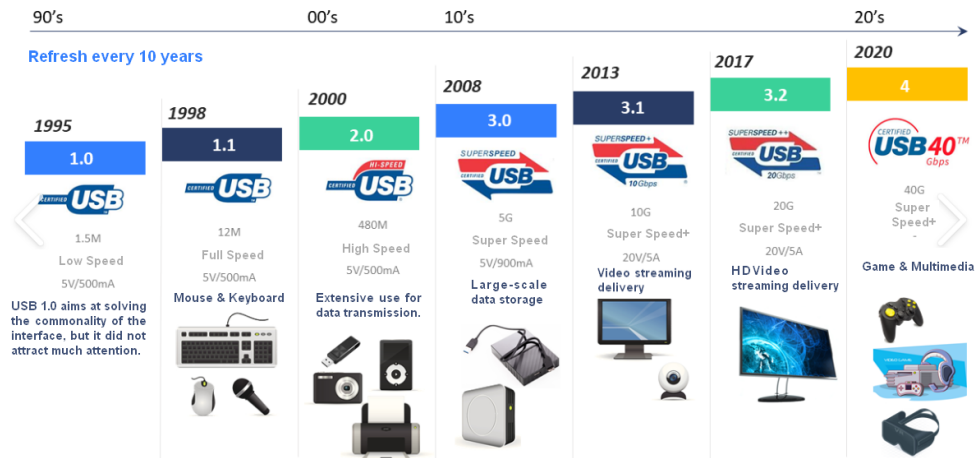 90's
00's
10's
20's
Refresh every 10 years
1995
1.0
CERTIFIED USB
1.5M
Low Speed
5V/500mA
USB 1.0 aims at solving
the commonality of the
interface, but it did not
attract much attention.
1998
1.1
CERTIFIED USB
12M
Full Speed
5V/500mA
Mouse & Keyboard
2000
2.0
HI-SPEED
CERTIFIED USB
480M
High Speed
5V/500mA
Extensive use for
data transmission.
2008
3.0
SUPERSPEED
CERTIFIED USB
5G
Super Speed
5V/900mA
Large-scale
data storage
2013
3.1
SUPERSPEED+
CERTIFIED USB
10Gbps
10G
Super Speed+
20V/5A
Video streaming
delivery
2017
3.2
SUPERSPEED++
CERTIFIED USB
20Gbps
20G
Super Speed+
20V/5A
HD Video
streaming delivery
2020
4
CERTIFIED
USB40™
Gbps
40G
Super
Speed+
-
Game & Multimedia